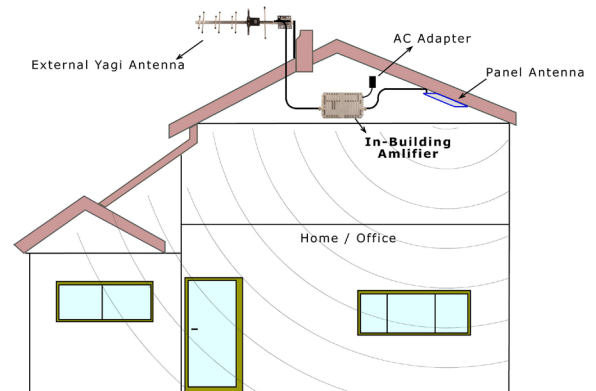 AC Adapter
External Yagi Antenna
Panel Antenna
In-Building
Amlifier
Home / Office